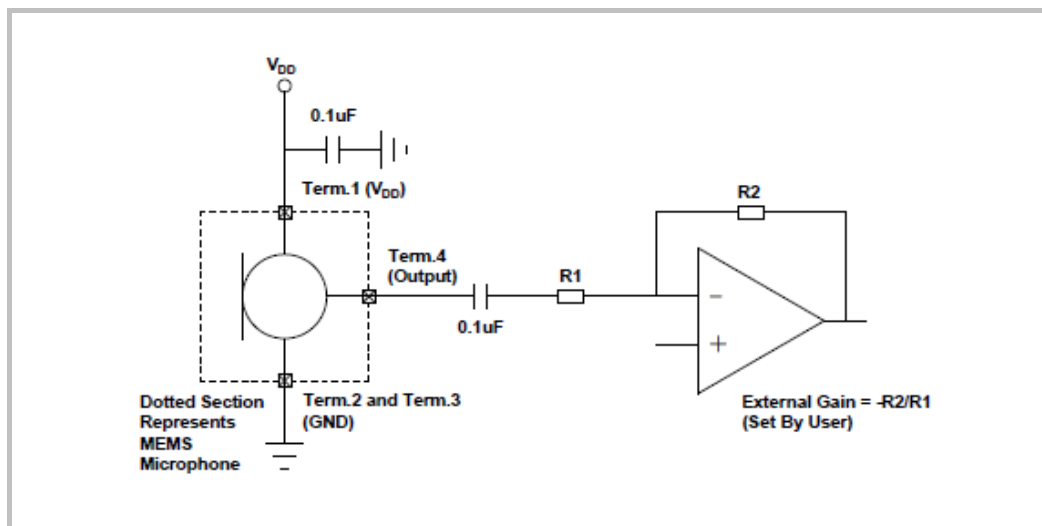 VDD
0.1uF
Term.1 (VDD)
R2
Term.4
(Output)
R1
0.1uF
−
+
Dotted Section
Represents
MEMS
Microphone
Term.2 and Term.3
(GND)
External Gain = -R2/R1
(Set By User)